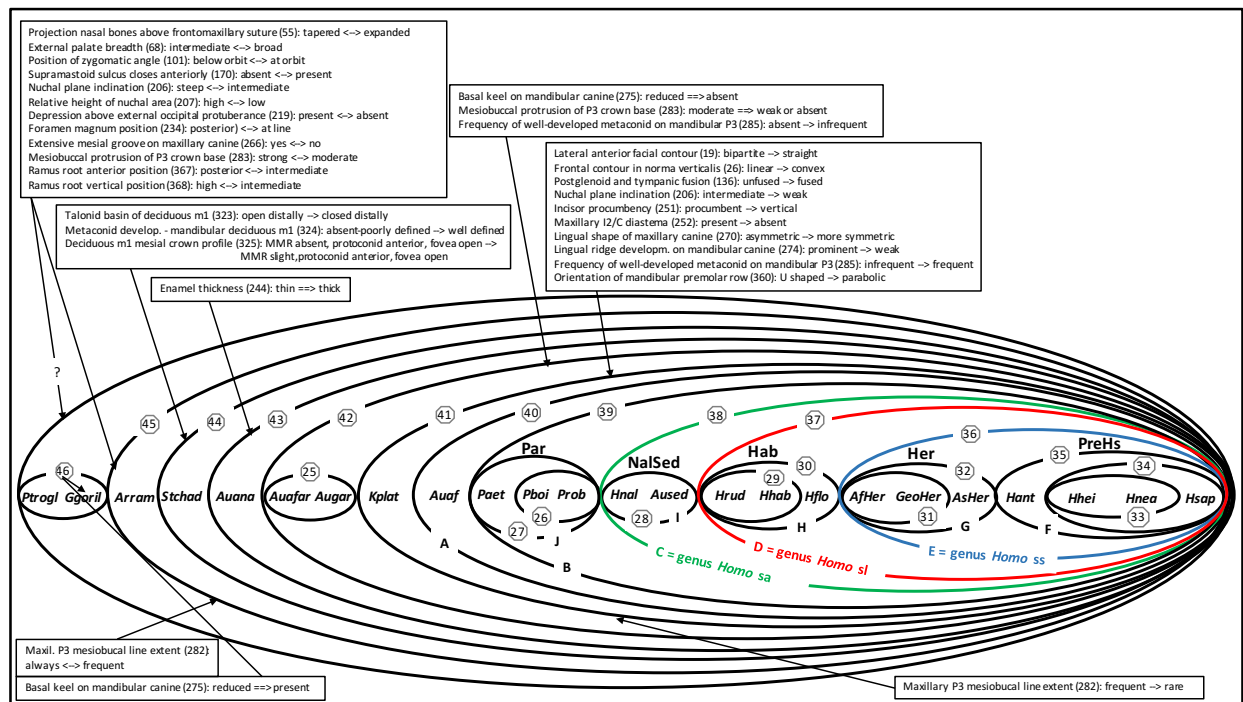 Projection nasal bones above frontomaxillary suture (55): tapered <--> expanded
External palate breadth (68): intermediate <--> broad
Position of zygomatic angle (101): below orbit <--> at orbit
Supramastoid sulcus closes anteriorly (170): absent <--> present
Nuchal plane inclination (206): steep <--> intermediate
Relative height of nuchal area (207): high <--> low
Depression above external occipital protuberance (219): present <--> absent
Foramen magnum position (234): posterior) <--> at line
Extensive mesial groove on maxillary canine (266): yes <--> no
Mesiobuccal protrusion of P3 crown base (283): strong <--> moderate
Ramus root anterior position (367): posterior <--> intermediate
Ramus root vertical position (368): high <--> intermediate
Basal keel on mandibular canine (275): reduced ==> absent
Mesiobuccal protrusion of P3 crown base (283): moderate ==> weak or absent
Frequency of well-developed metaconid on mandibular P3 (285): absent --> infrequent
Lateral anterior facial contour (19): bipartite --> straight
Frontal contour in norma verticalis (26): linear --> convex
Postglenoid and tympanic fusion (136): unfused --> fused
Nuchal plane inclination (206): intermediate --> weak
Incisor procumbency (251): procumbent --> vertical
Maxillary I2/C diastema (252): present --> absent
Lingual shape of maxillary canine (270): asymmetric --> more symmetric
Lingual ridge developm. on mandibular canine (274): prominent --> weak
Frequency of well-developed metaconid on mandibular P3 (285): infrequent --> frequent
Orientation of mandibular premolar row (360): U shaped --> parabolic
Talonid basin of deciduous m1 (323): open distally --> closed distally
Metaconid develop. - mandibular deciduous m1 (324): absent-poorly defined --> well defined
Deciduous m1 mesial crown profile (325): MMR absent, protoconid anterior, fovea open -->
MMR slight,protoconid anterior, fovea open
Enamel thickness (244): thin ==> thick
?
45 44 43 42 41 40 39 38 37 36 35 34
Par NalSed Hab Her PreHs
46 25 29 30 32
Ptrogl Ggoril Arram Stchad Auana Auafar Augar Kplat Auaf Paet Pboi Prob Hnal Aused Hrud Hhab Hflo AfHer GeoHer AsHer Hant Hhei Hnea Hsap
27 26 28 31 33
A J I H G F
B
C = genus Homo sa
D = genus Homo sl
E = genus Homo ss
Maxil. P3 mesiobucal line extent (282):
always <--> frequent
Basal keel on mandibular canine (275): reduced ==> present
Maxillary P3 mesiobucal line extent (282): frequent --> rare